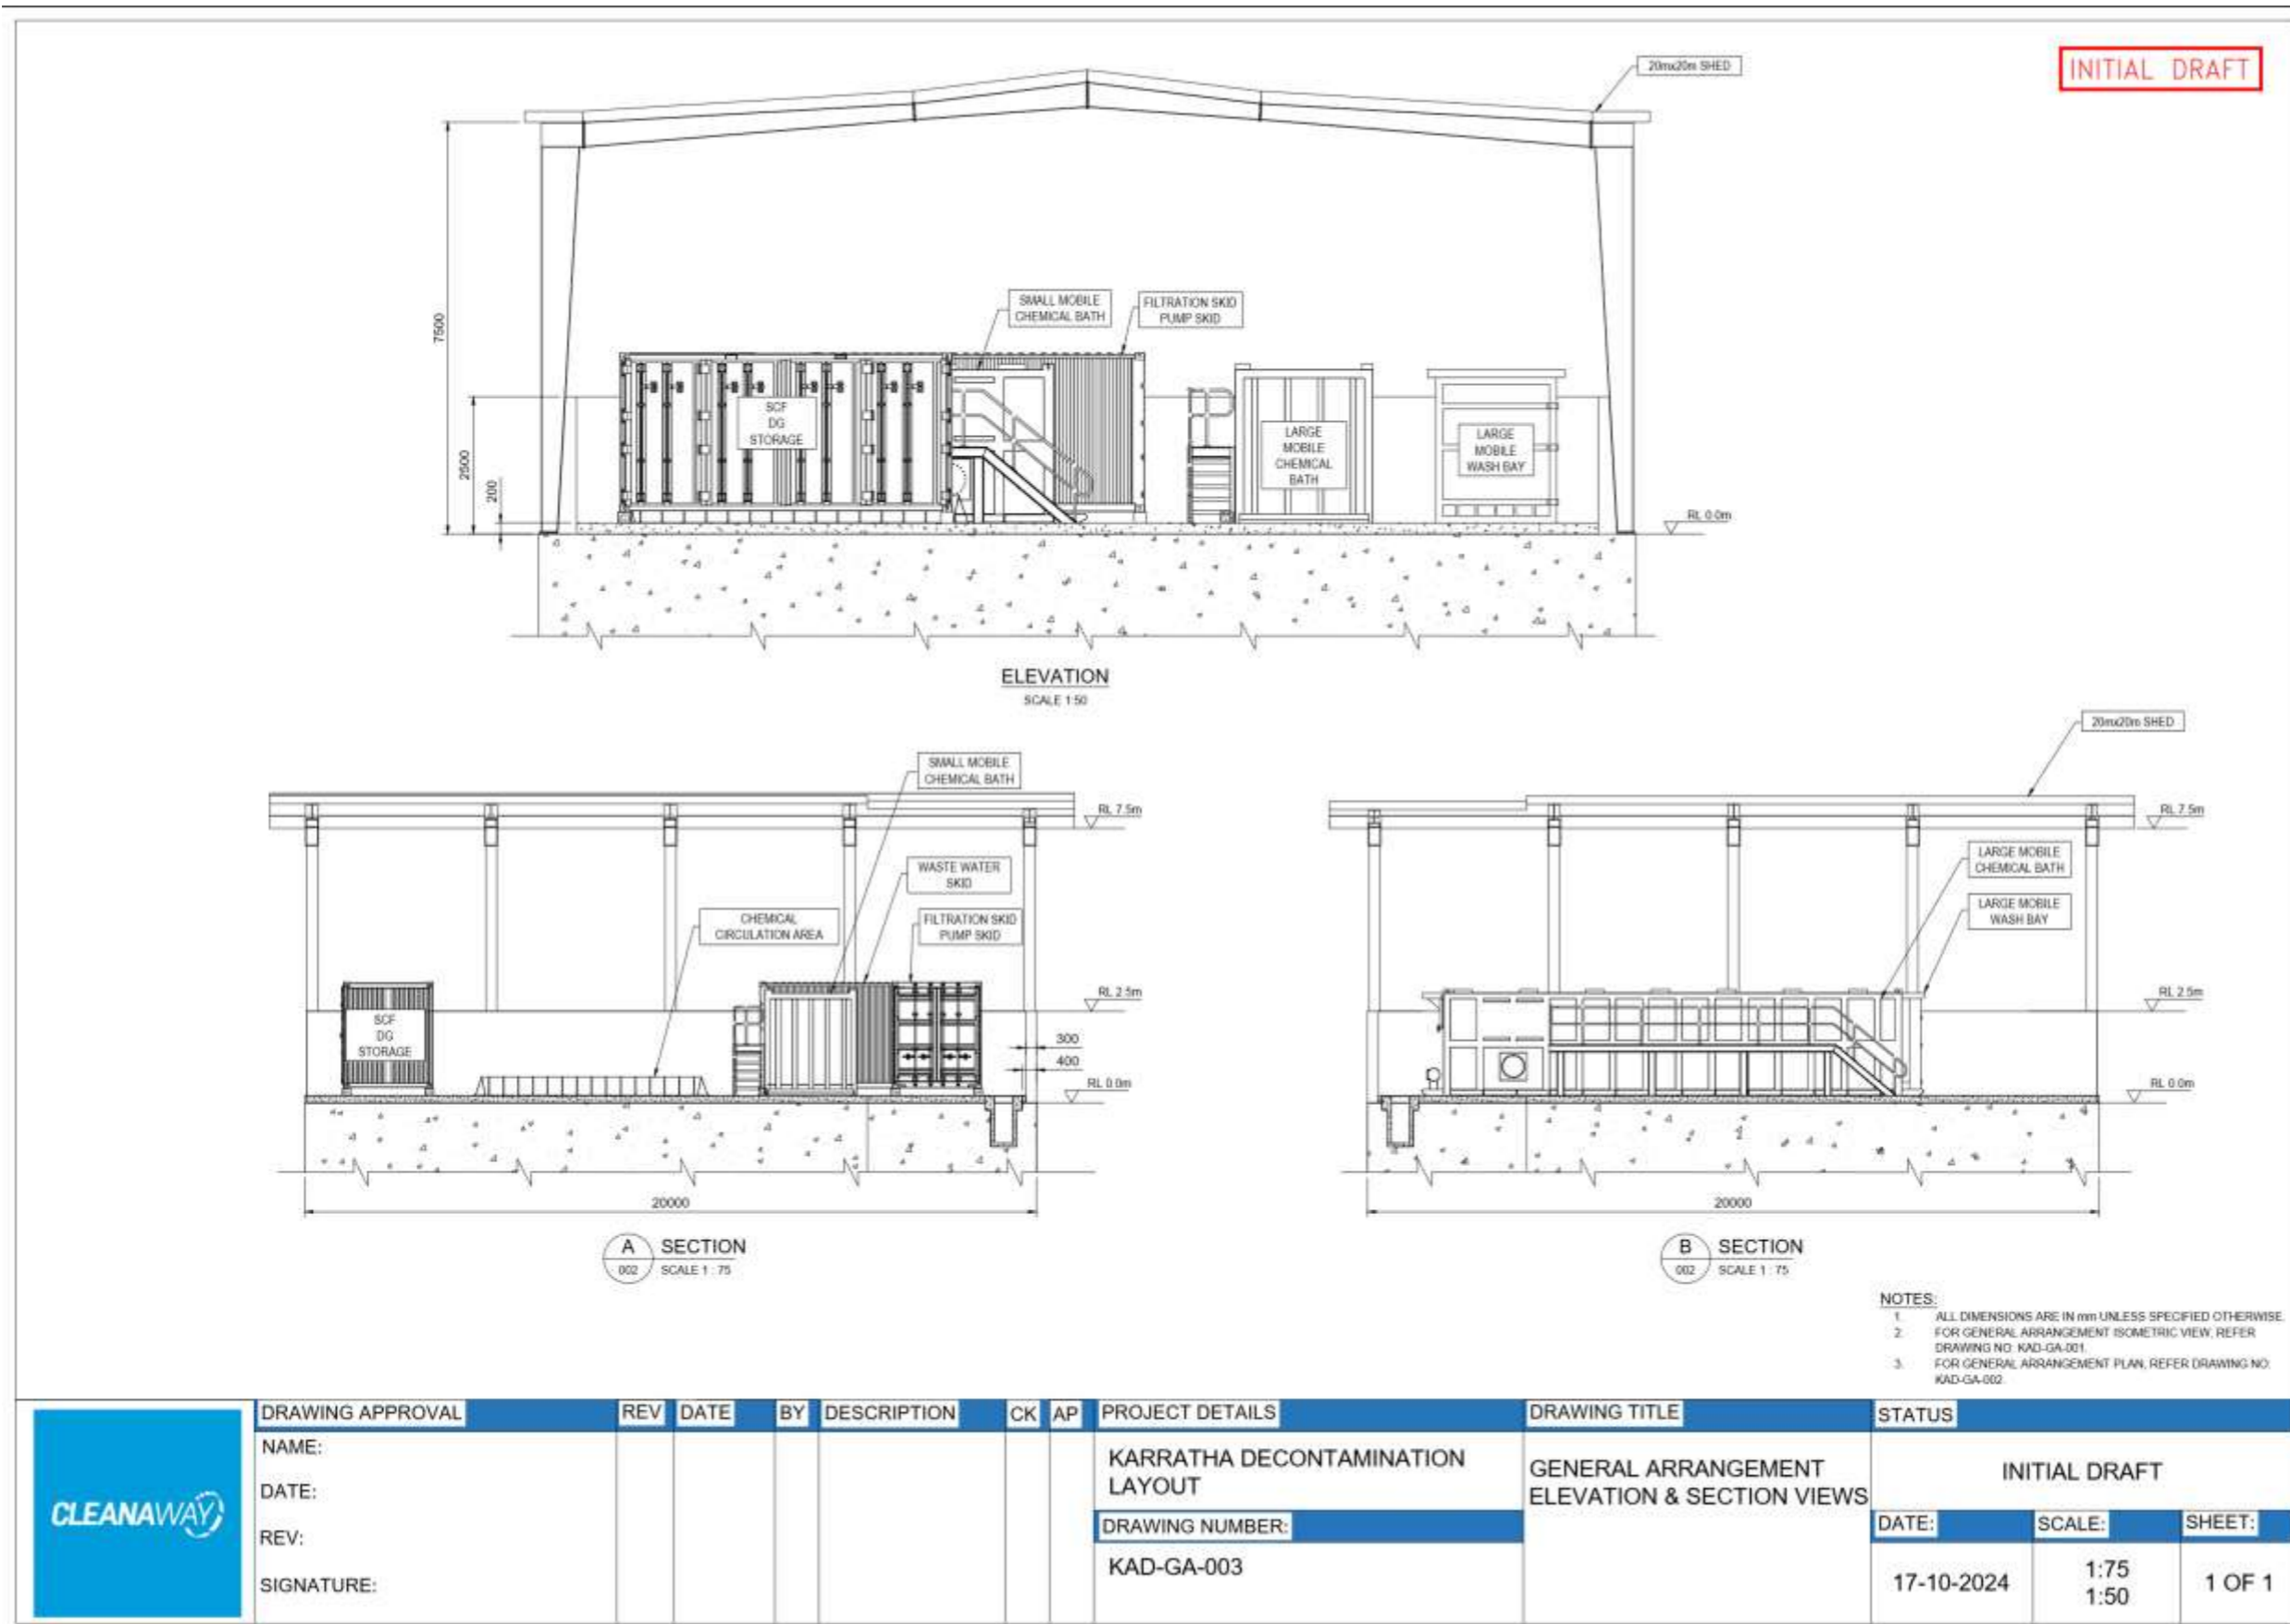 INITIAL DRAFT
20mx20m SHED
7500
2500
200
SMALL MOBILE
CHEMICAL BATH
FILTRATION SKID
PUMP SKID
SCF
DG
STORAGE
LARGE
MOBILE
CHEMICAL
BATH
LARGE
MOBILE
WASH BAY
RL 0.0m
ELEVATION
SCALE 1:50
SMALL MOBILE
CHEMICAL BATH
RL 7.5m
WASTE WATER
SKID
CHEMICAL
CIRCULATION AREA
FILTRATION SKID
PUMP SKID
SCF
DG
STORAGE
RL 2.5m
300
400
RL 0.0m
20000
A
002
SECTION
SCALE 1 : 75
20mx20m SHED
RL 7.5m
LARGE MOBILE
CHEMICAL BATH
LARGE MOBILE
WASH BAY
RL 2.5m
RL 0.0m
20000
B
002
SECTION
SCALE 1 : 75
NOTES:
1. ALL DIMENSIONS ARE IN mm UNLESS SPECIFIED OTHERWISE.
2. FOR GENERAL ARRANGEMENT ISOMETRIC VIEW, REFER
DRAWING NO: KAD-GA-001.
3. FOR GENERAL ARRANGEMENT PLAN, REFER DRAWING NO:
KAD-GA-002.
CLEANAWAY
DRAWING APPROVAL
NAME:
DATE:
REV:
SIGNATURE:
REV DATE BY DESCRIPTION CK AP
PROJECT DETAILS
KARRATHA DECONTAMINATION
LAYOUT
DRAWING NUMBER:
KAD-GA-003
DRAWING TITLE
GENERAL ARRANGEMENT
ELEVATION & SECTION VIEWS
STATUS
INITIAL DRAFT
DATE: SCALE: SHEET:
17-10-2024
1:75
1:50
1 OF 1